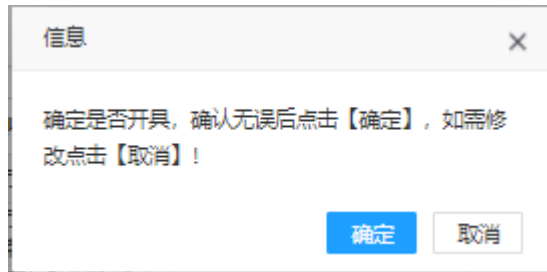 信息
确定是否开具，确认无误后点击【确定】，如需修
改点击【取消】！
确定
取消